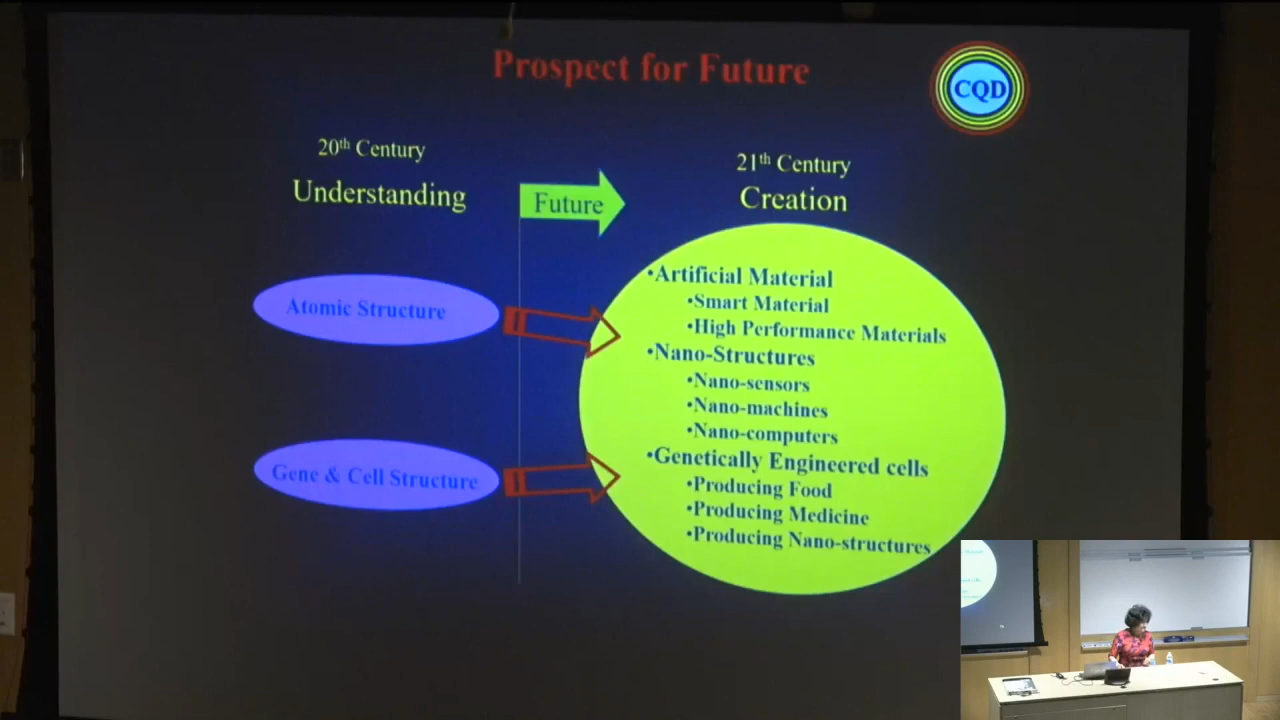 Prospect for Future
CQD
20th Century
Understanding
Future
21th Century
Creation
Atomic Structure
Gene & Cell Structure
•Artificial Material
•Smart Material
•High Performance Materials
•Nano-Structures
•Nano-sensors
•Nano-machines
•Nano-computers
•Genetically Engineered cells
•Producing Food
•Producing Medicine
•Producing Nano-structures